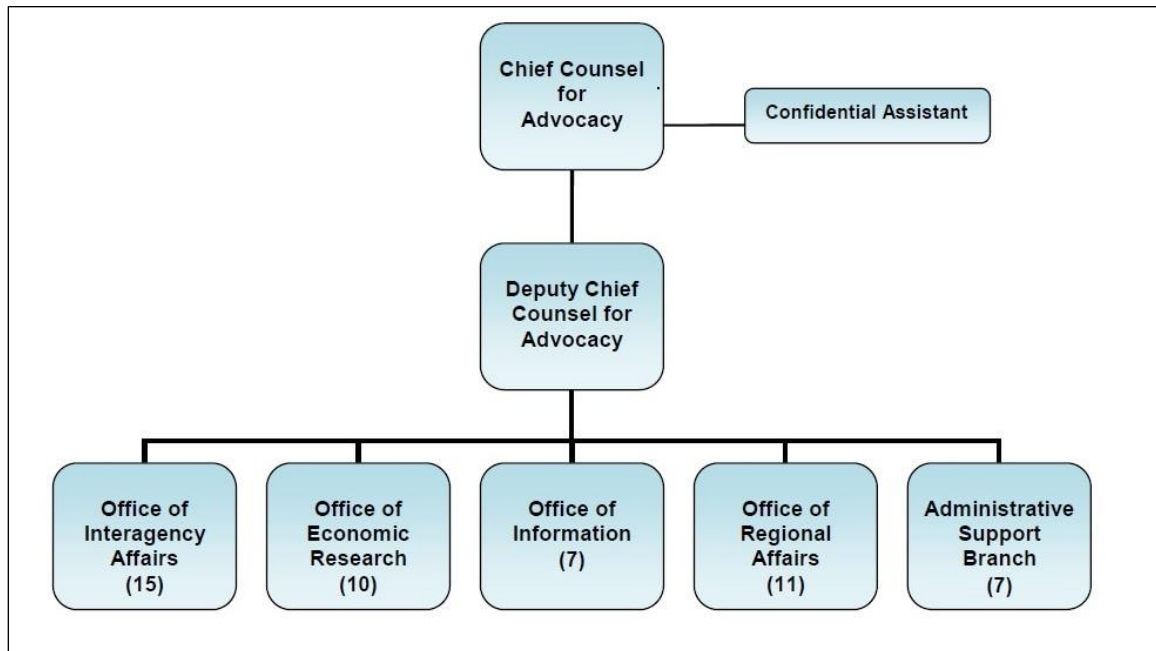 Chief Counsel
for
Advocacy
Confidential Assistant
Deputy Chief
Counsel for
Advocacy
Office of
Interagency
Affairs
(15)
Office of
Economic
Research
(10)
Office of
Information
(7)
Office of
Regional
Affairs
(11)
Administrative
Support
Branch
(7)